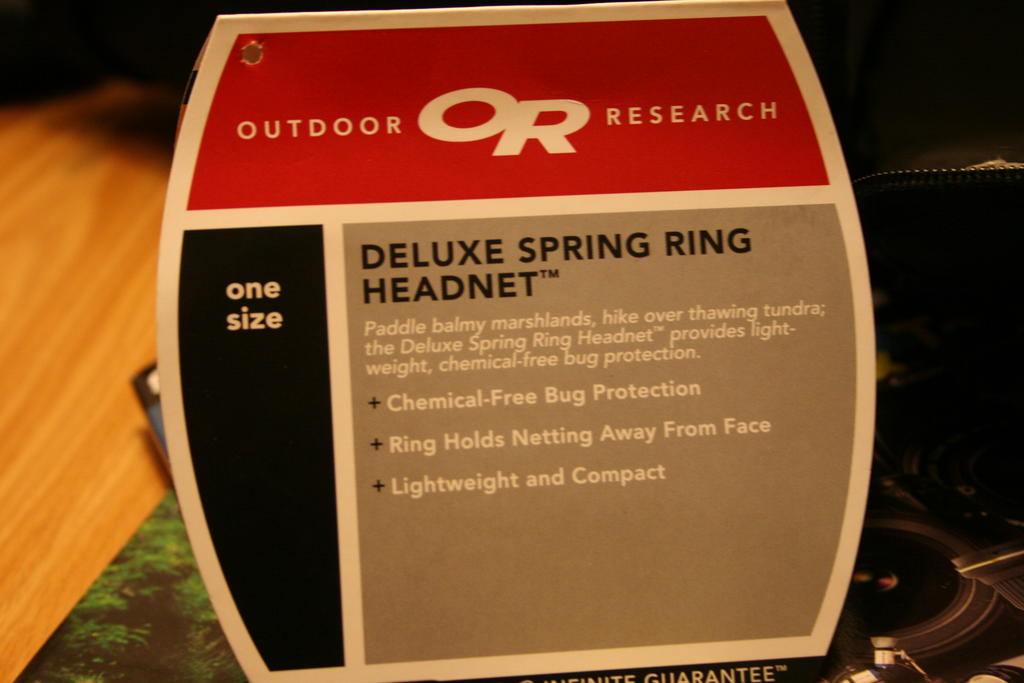 OUTDOOR OR RESEARCH
one
size
DELUXE SPRING RING
HEADNET™
Paddle balmy marshlands, hike over thawing tundra;
the Deluxe Spring Ring Headnet™ provides light-
weight, chemical-free bug protection.
+ Chemical-Free Bug Protection
+ Ring Holds Netting Away From Face
+ Lightweight and Compact
INFINITE GUARANTEE™